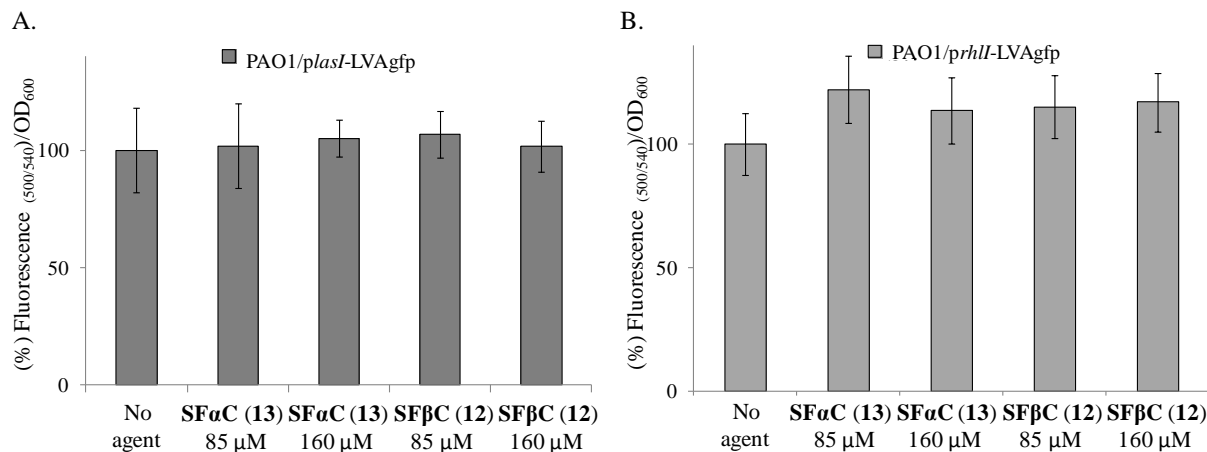 A.
PAO1/plasI-LVAgfp
(%) Fluorescence (500/540)/OD600
100
50
0
No agent
SFαC (13) 85 µM
SFαC (13) 160 µM
SFβC (12) 85 µM
SFβC (12) 160 µM
B.
PAO1/prhlI-LVAgfp
(%) Fluorescence (500/540)/OD600
100
50
0
No agent
SFαC (13) 85 µM
SFαC (13) 160 µM
SFβC (12) 85 µM
SFβC (12) 160 µM